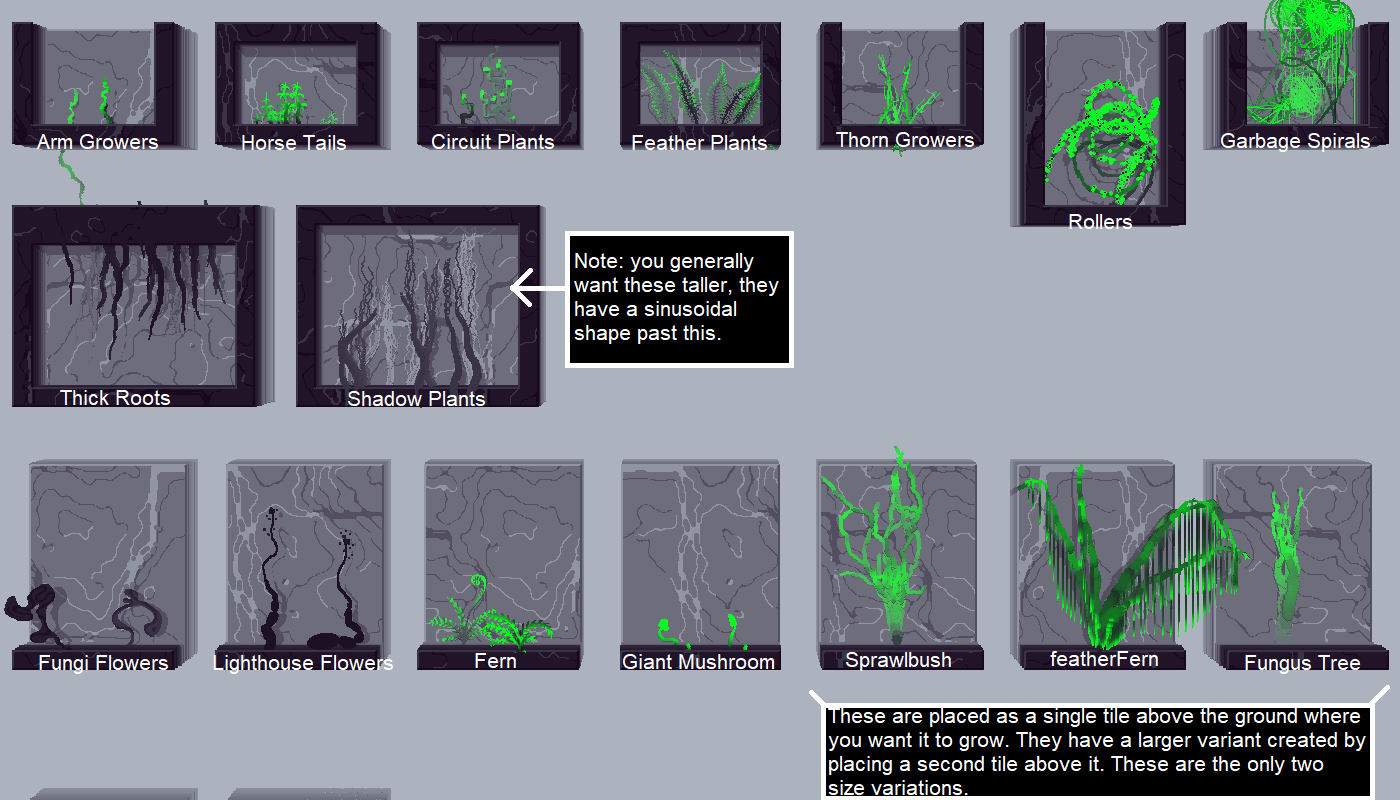 Arm Growers
Horse Tails
Circuit Plants
Feather Plants
Thorn Growers
Garbage Spirals
Rollers
Note: you generally
want these taller, they
have a sinusoidal
shape past this.
Thick Roots
Shadow Plants
Fungi Flowers
Lighthouse Flowers
Fern
Giant Mushroom
Sprawlbush
featherFern
Fungus Tree
These are placed as a single tile above the ground where
you want it to grow. They have a larger variant created by
placing a second tile above it. These are the only two
size variations.